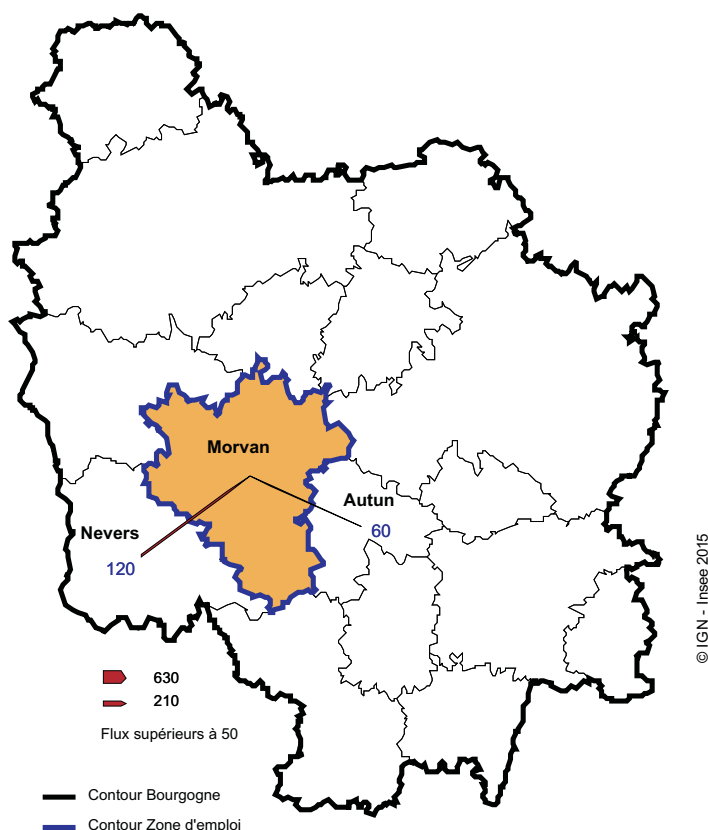 Morvan
Autun
60
Nevers
120
© IGN - Insee 2015
630
210
Flux supérieurs à 50
Contour Bourgogne
Contour Zone d'emploi